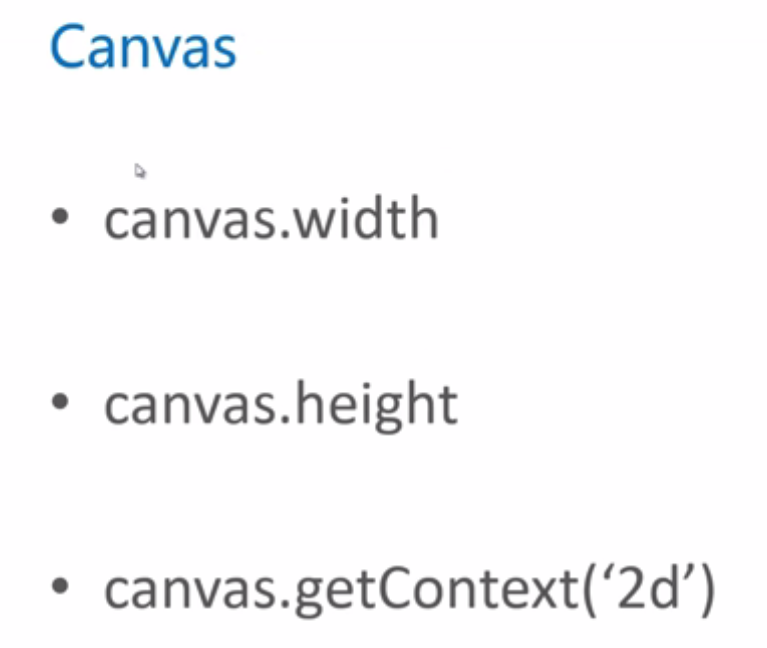 Canvas
• canvas.width
• canvas.height
• canvas.getContext(‘2d’)